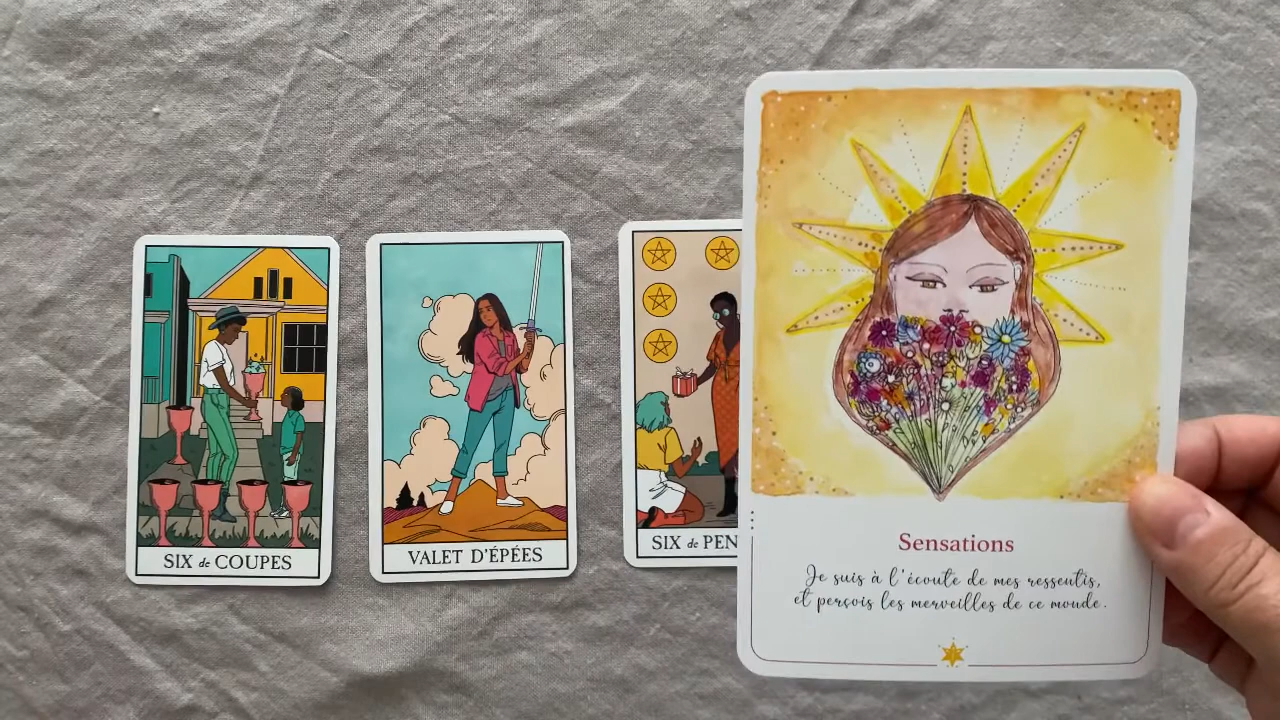 SIX de COUPES
VALET D'ÉPÉES
SIX de PEN
Sensations
Je suis à l'écoute de mes ressentis,
et perçois les merveilles de ce monde.